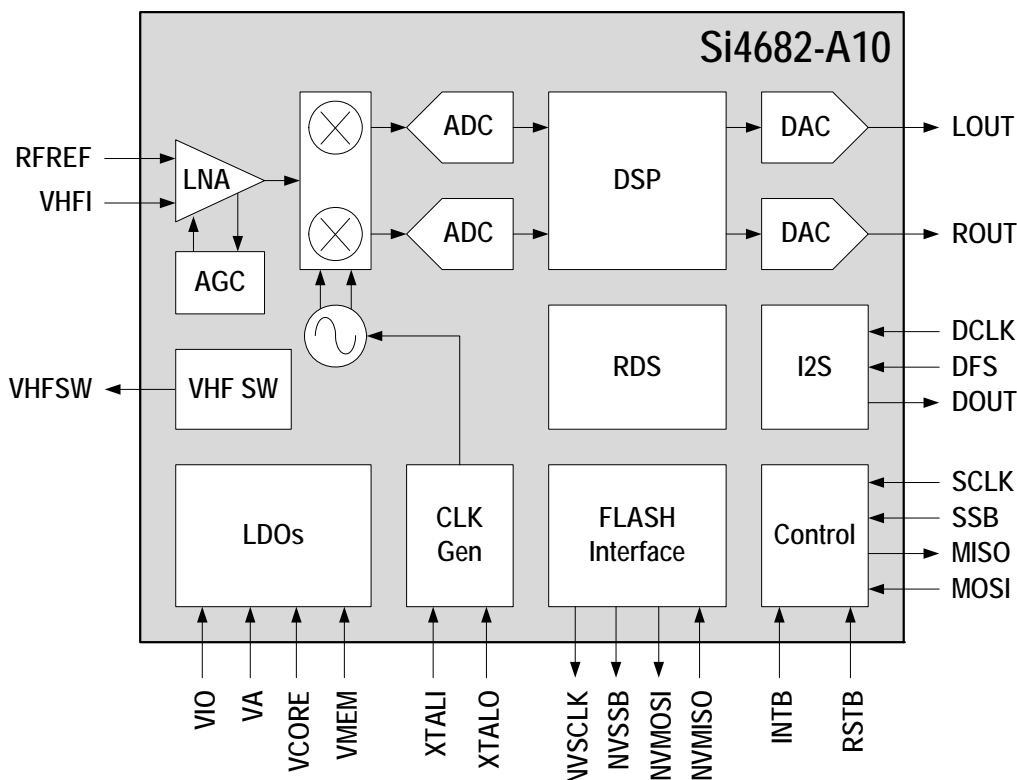 Si4682-A10
RFREF
VHFI
LNA
AGC
ADC
ADC
DSP
DAC
DAC
LOUT
ROUT
VHFSW
VHF SW
RDS
I2S
DCLK
DFS
DOUT
LDOs
CLK
Gen
FLASH
Interface
Control
SCLK
SSB
MISO
MOSI
VIO
VA
VCORE
VMEM
XTALI
XTALO
NVSCLK
NVSSB
NVMOSI
NVMISO
INTB
RSTB